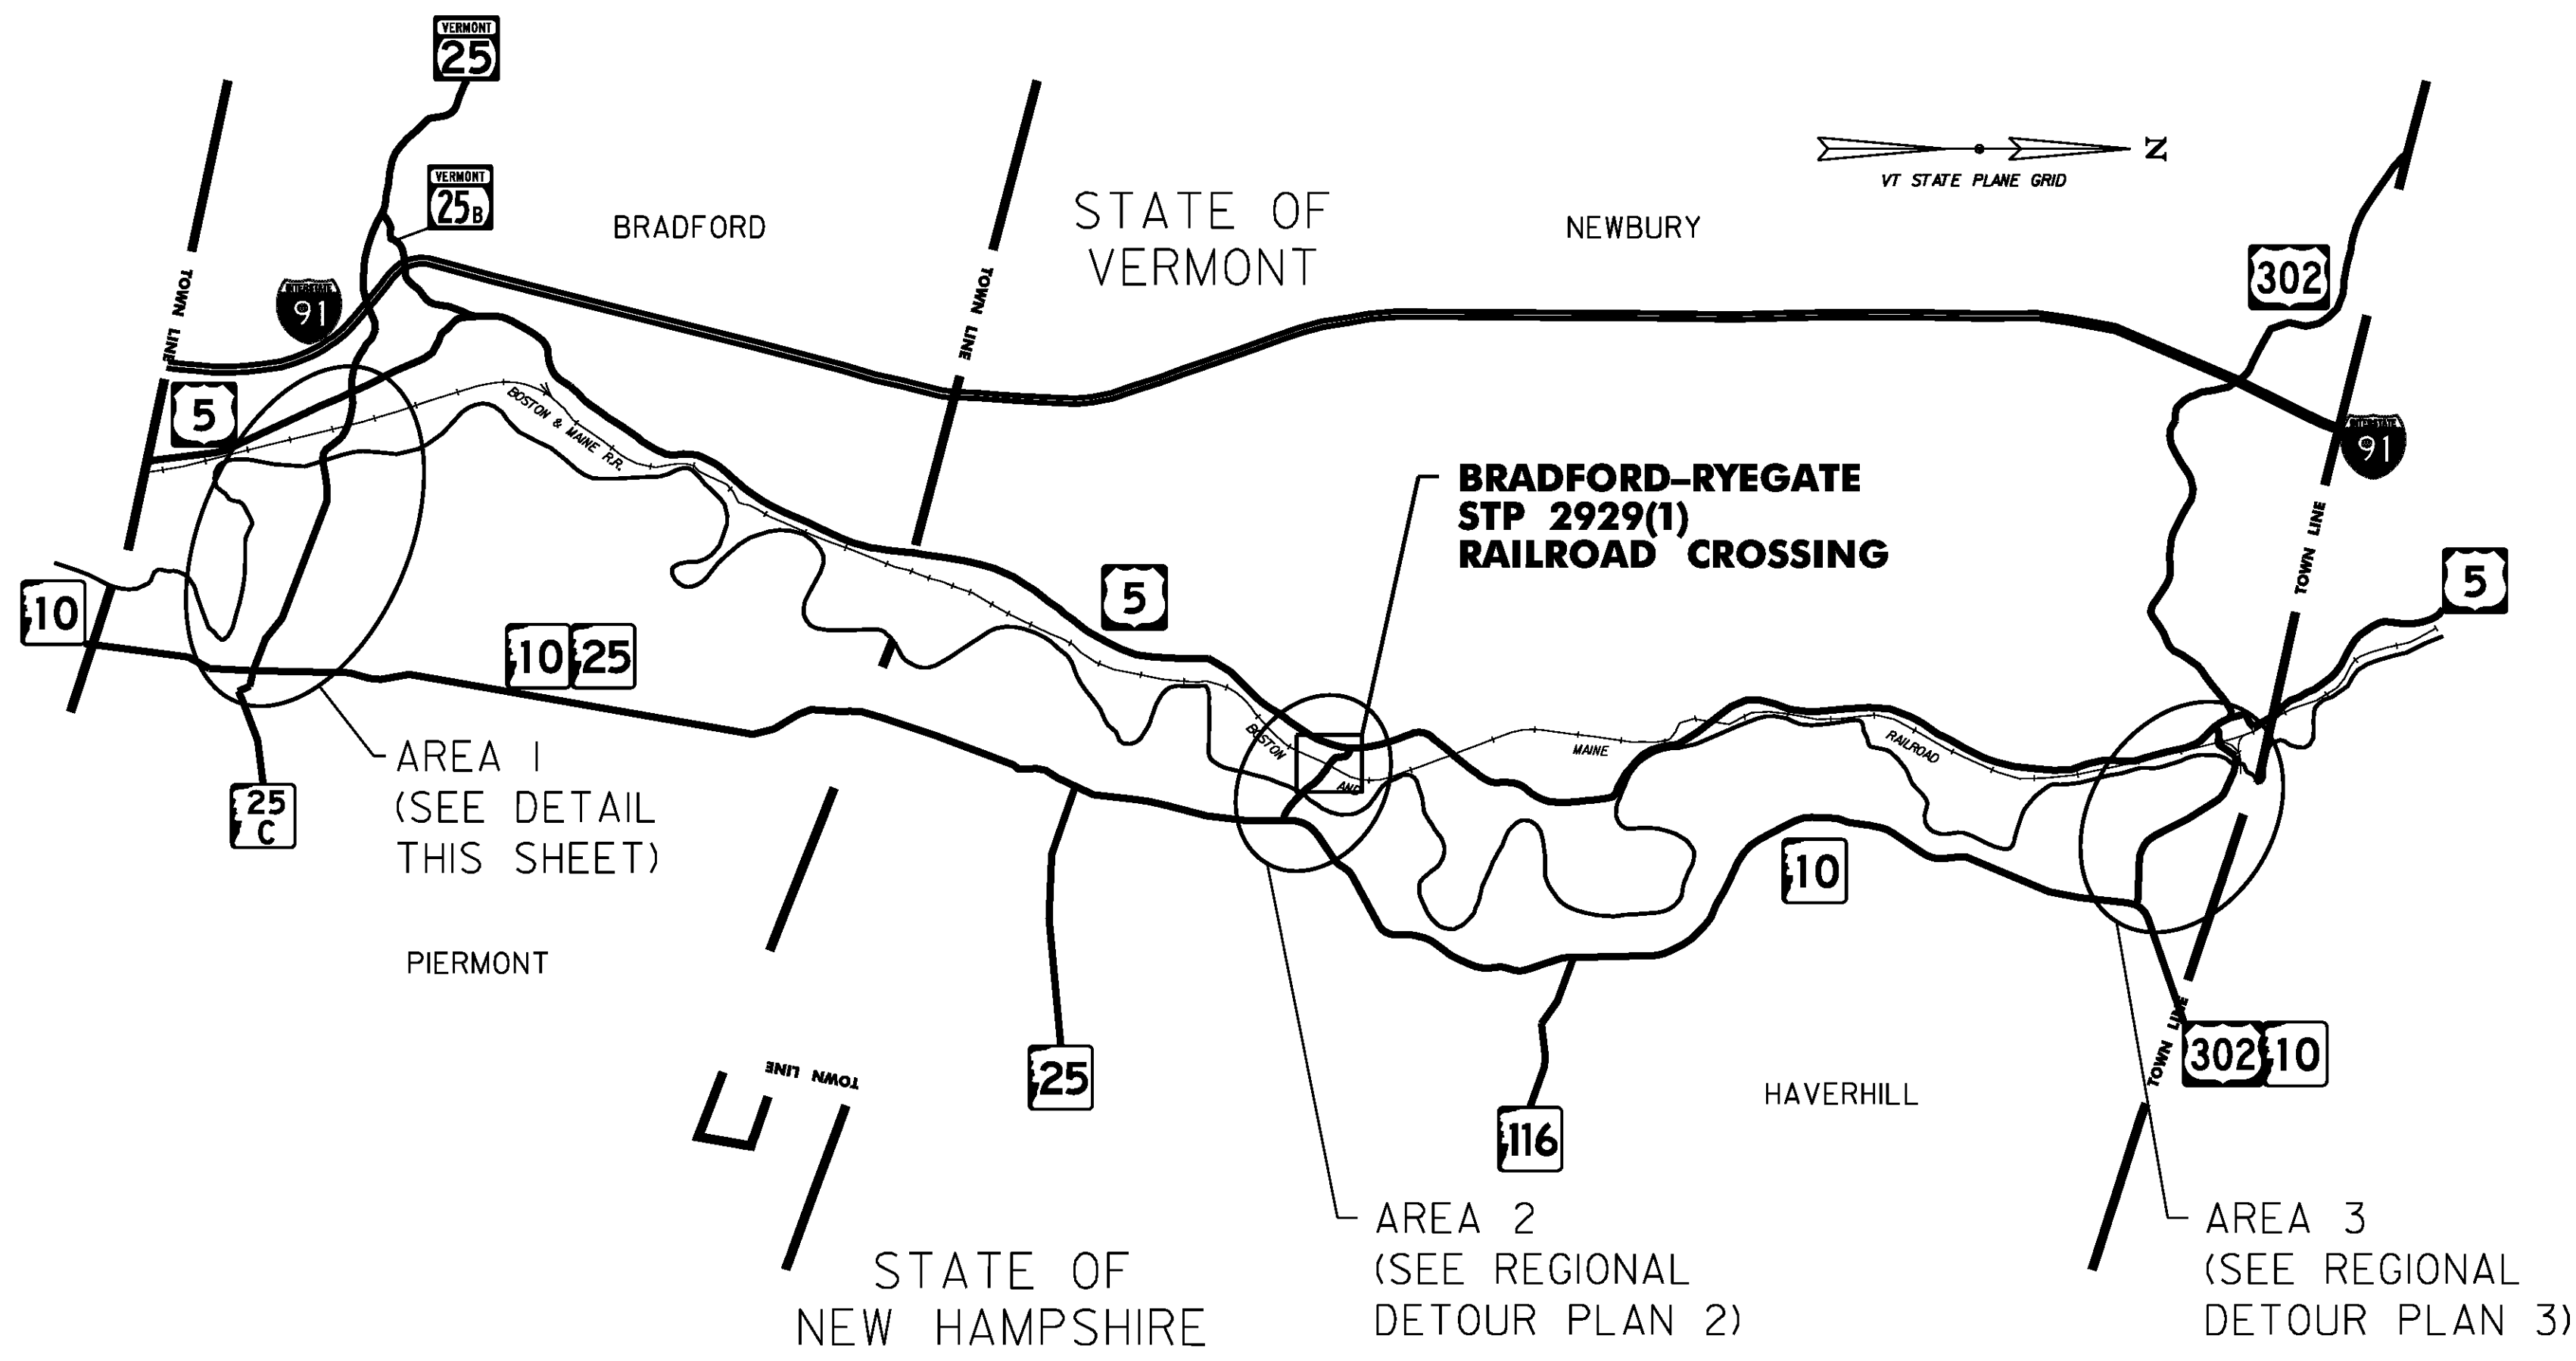 VERMONT
25
VERMONT
25B
BRADFORD
STATE OF
VERMONT
NEWBURY
N
VT STATE PLANE GRID
302
TOWN LINE
INTERSTATE
91
TOWN LINE
5
BOSTON & MAINE R.R.
INTERSTATE
91
BRADFORD-RYEGATE
STP 2929(1)
RAILROAD CROSSING
TOWN LINE
5
5
10
10 25
BOSTON
AND
MAINE
RAILROAD
AREA 1
(SEE DETAIL
THIS SHEET)
25
C
10
PIERMONT
25
TOWN LINE
116
HAVERHILL
TOWN LINE
302 10
AREA 2
(SEE REGIONAL
DETOUR PLAN 2)
AREA 3
(SEE REGIONAL
DETOUR PLAN 3)
STATE OF
NEW HAMPSHIRE